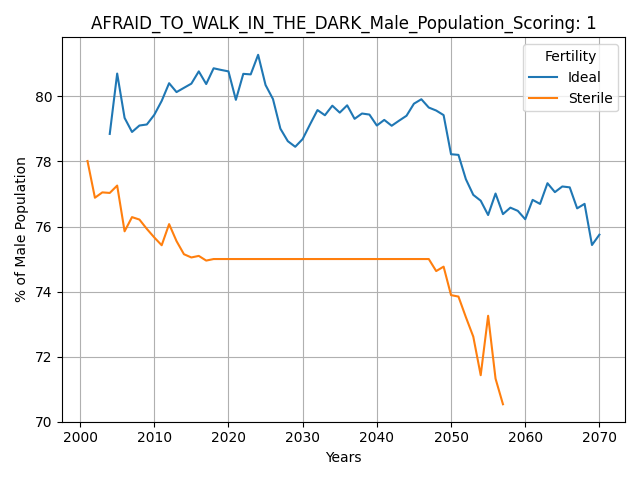 AFRAID_TO_WALK_IN_THE_DARK_Male_Population_Scoring: 1
Fertility
Ideal
Sterile
% of Male Population
80
78
76
74
72
70
2000 2010 2020 2030 2040 2050 2060 2070
Years